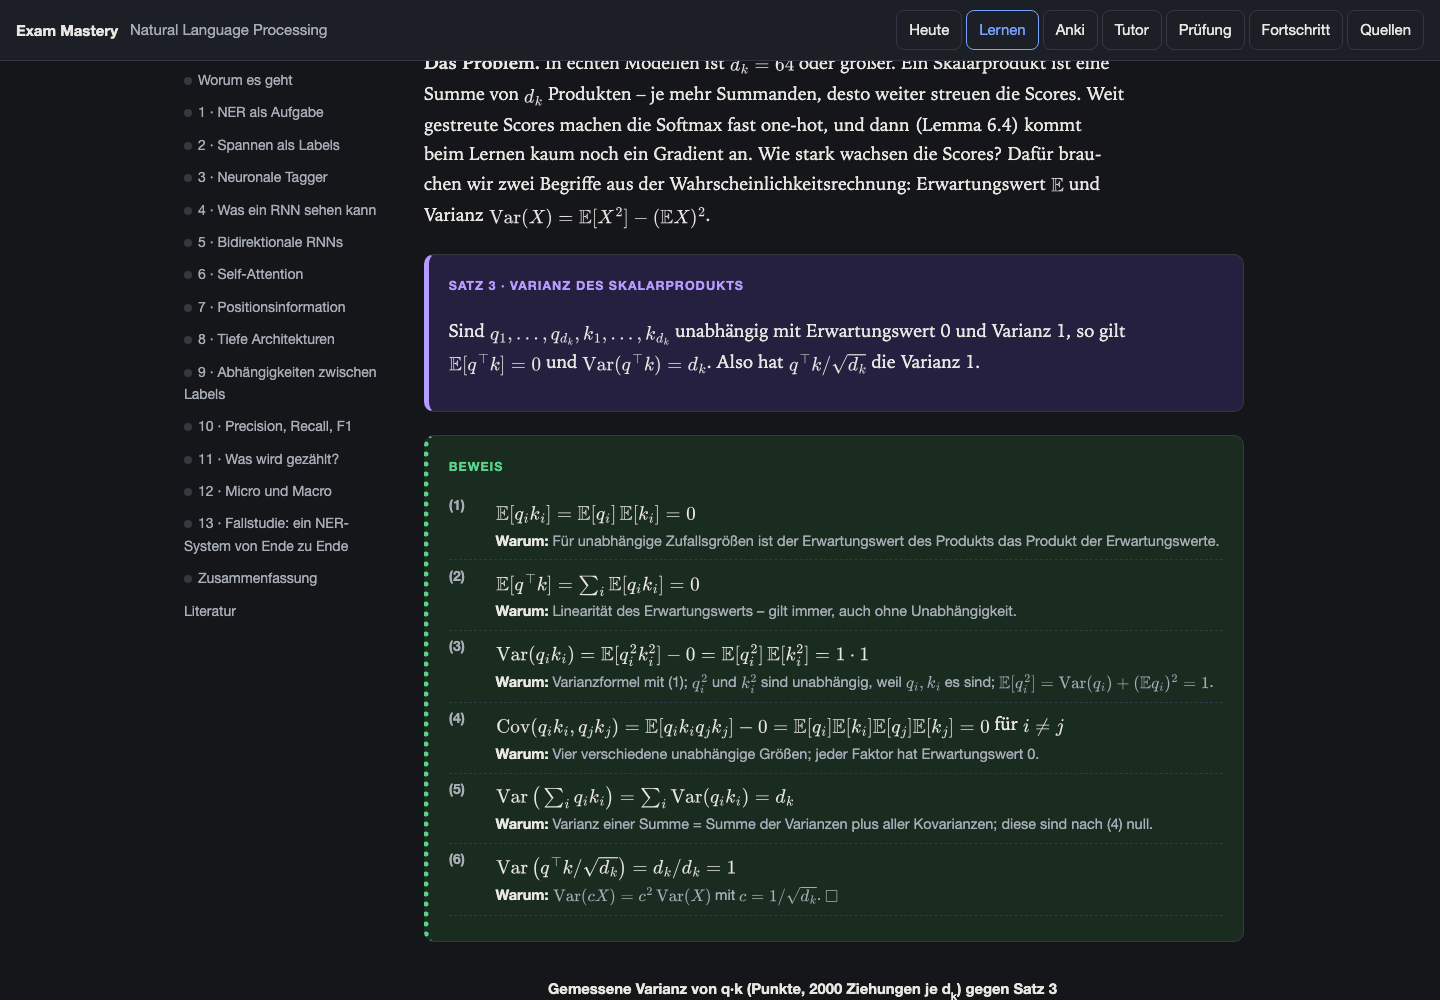 Exam Mastery Natural Language Processing Heute Lernen Anki Tutor Prüfung Fortschritt Quellen
Worum es geht
1 · NER als Aufgabe
2 · Spannen als Labels
3 · Neuronale Tagger
4 · Was ein RNN sehen kann
5 · Bidirektionale RNNs
6 · Self-Attention
7 · Positionsinformation
8 · Tiefe Architekturen
9 · Abhängigkeiten zwischen
Labels
10 · Precision, Recall, F1
11 · Was wird gezählt?
12 · Micro und Macro
13 · Fallstudie: ein NER-
System von Ende zu Ende
Zusammenfassung
Literatur
Das Problem. In echten Modellen ist d_k = 64 oder größer. Ein Skalarprodukt ist eine
Summe von d_k Produkten – je mehr Summanden, desto weiter streuen die Scores. Weit
gestreute Scores machen die Softmax fast one-hot, und dann (Lemma 6.4) kommt
beim Lernen kaum noch ein Gradient an. Wie stark wachsen die Scores? Dafür brau-
chen wir zwei Begriffe aus der Wahrscheinlichkeitsrechnung: Erwartungswert 𝔼 und
Varianz Var(X) = 𝔼[X²] − (𝔼X)².
SATZ 3 · VARIANZ DES SKALARPRODUKTS
Sind q_1, . . . , q_{d_k}, k_1, . . . , k_{d_k} unabhängig mit Erwartungswert 0 und Varianz 1, so gilt
𝔼[q^⊤k] = 0 und Var(q^⊤k) = d_k. Also hat q^⊤k/√d_k die Varianz 1.
BEWEIS
(1) 𝔼[q_i k_i] = 𝔼[q_i] 𝔼[k_i] = 0
Warum: Für unabhängige Zufallsgrößen ist der Erwartungswert des Produkts das Produkt der Erwartungswerte.
(2) 𝔼[q^⊤k] = ∑_i 𝔼[q_i k_i] = 0
Warum: Linearität des Erwartungswerts – gilt immer, auch ohne Unabhängigkeit.
(3) Var(q_i k_i) = 𝔼[q_i² k_i²] − 0 = 𝔼[q_i²] 𝔼[k_i²] = 1 · 1
Warum: Varianzformel mit (1); q_i² und k_i² sind unabhängig, weil q_i, k_i es sind; 𝔼[q_i²] = Var(q_i) + (𝔼q_i)² = 1.
(4) Cov(q_i k_i, q_j k_j) = 𝔼[q_i k_i q_j k_j] − 0 = 𝔼[q_i]𝔼[k_i]𝔼[q_j]𝔼[k_j] = 0 für i ≠ j
Warum: Vier verschiedene unabhängige Größen; jeder Faktor hat Erwartungswert 0.
(5) Var (∑_i q_i k_i) = ∑_i Var(q_i k_i) = d_k
Warum: Varianz einer Summe = Summe der Varianzen plus aller Kovarianzen; diese sind nach (4) null.
(6) Var (q^⊤k/√d_k) = d_k/d_k = 1
Warum: Var(cX) = c² Var(X) mit c = 1/√d_k. □
Gemessene Varianz von q·k (Punkte, 2000 Ziehungen je d_k) gegen Satz 3